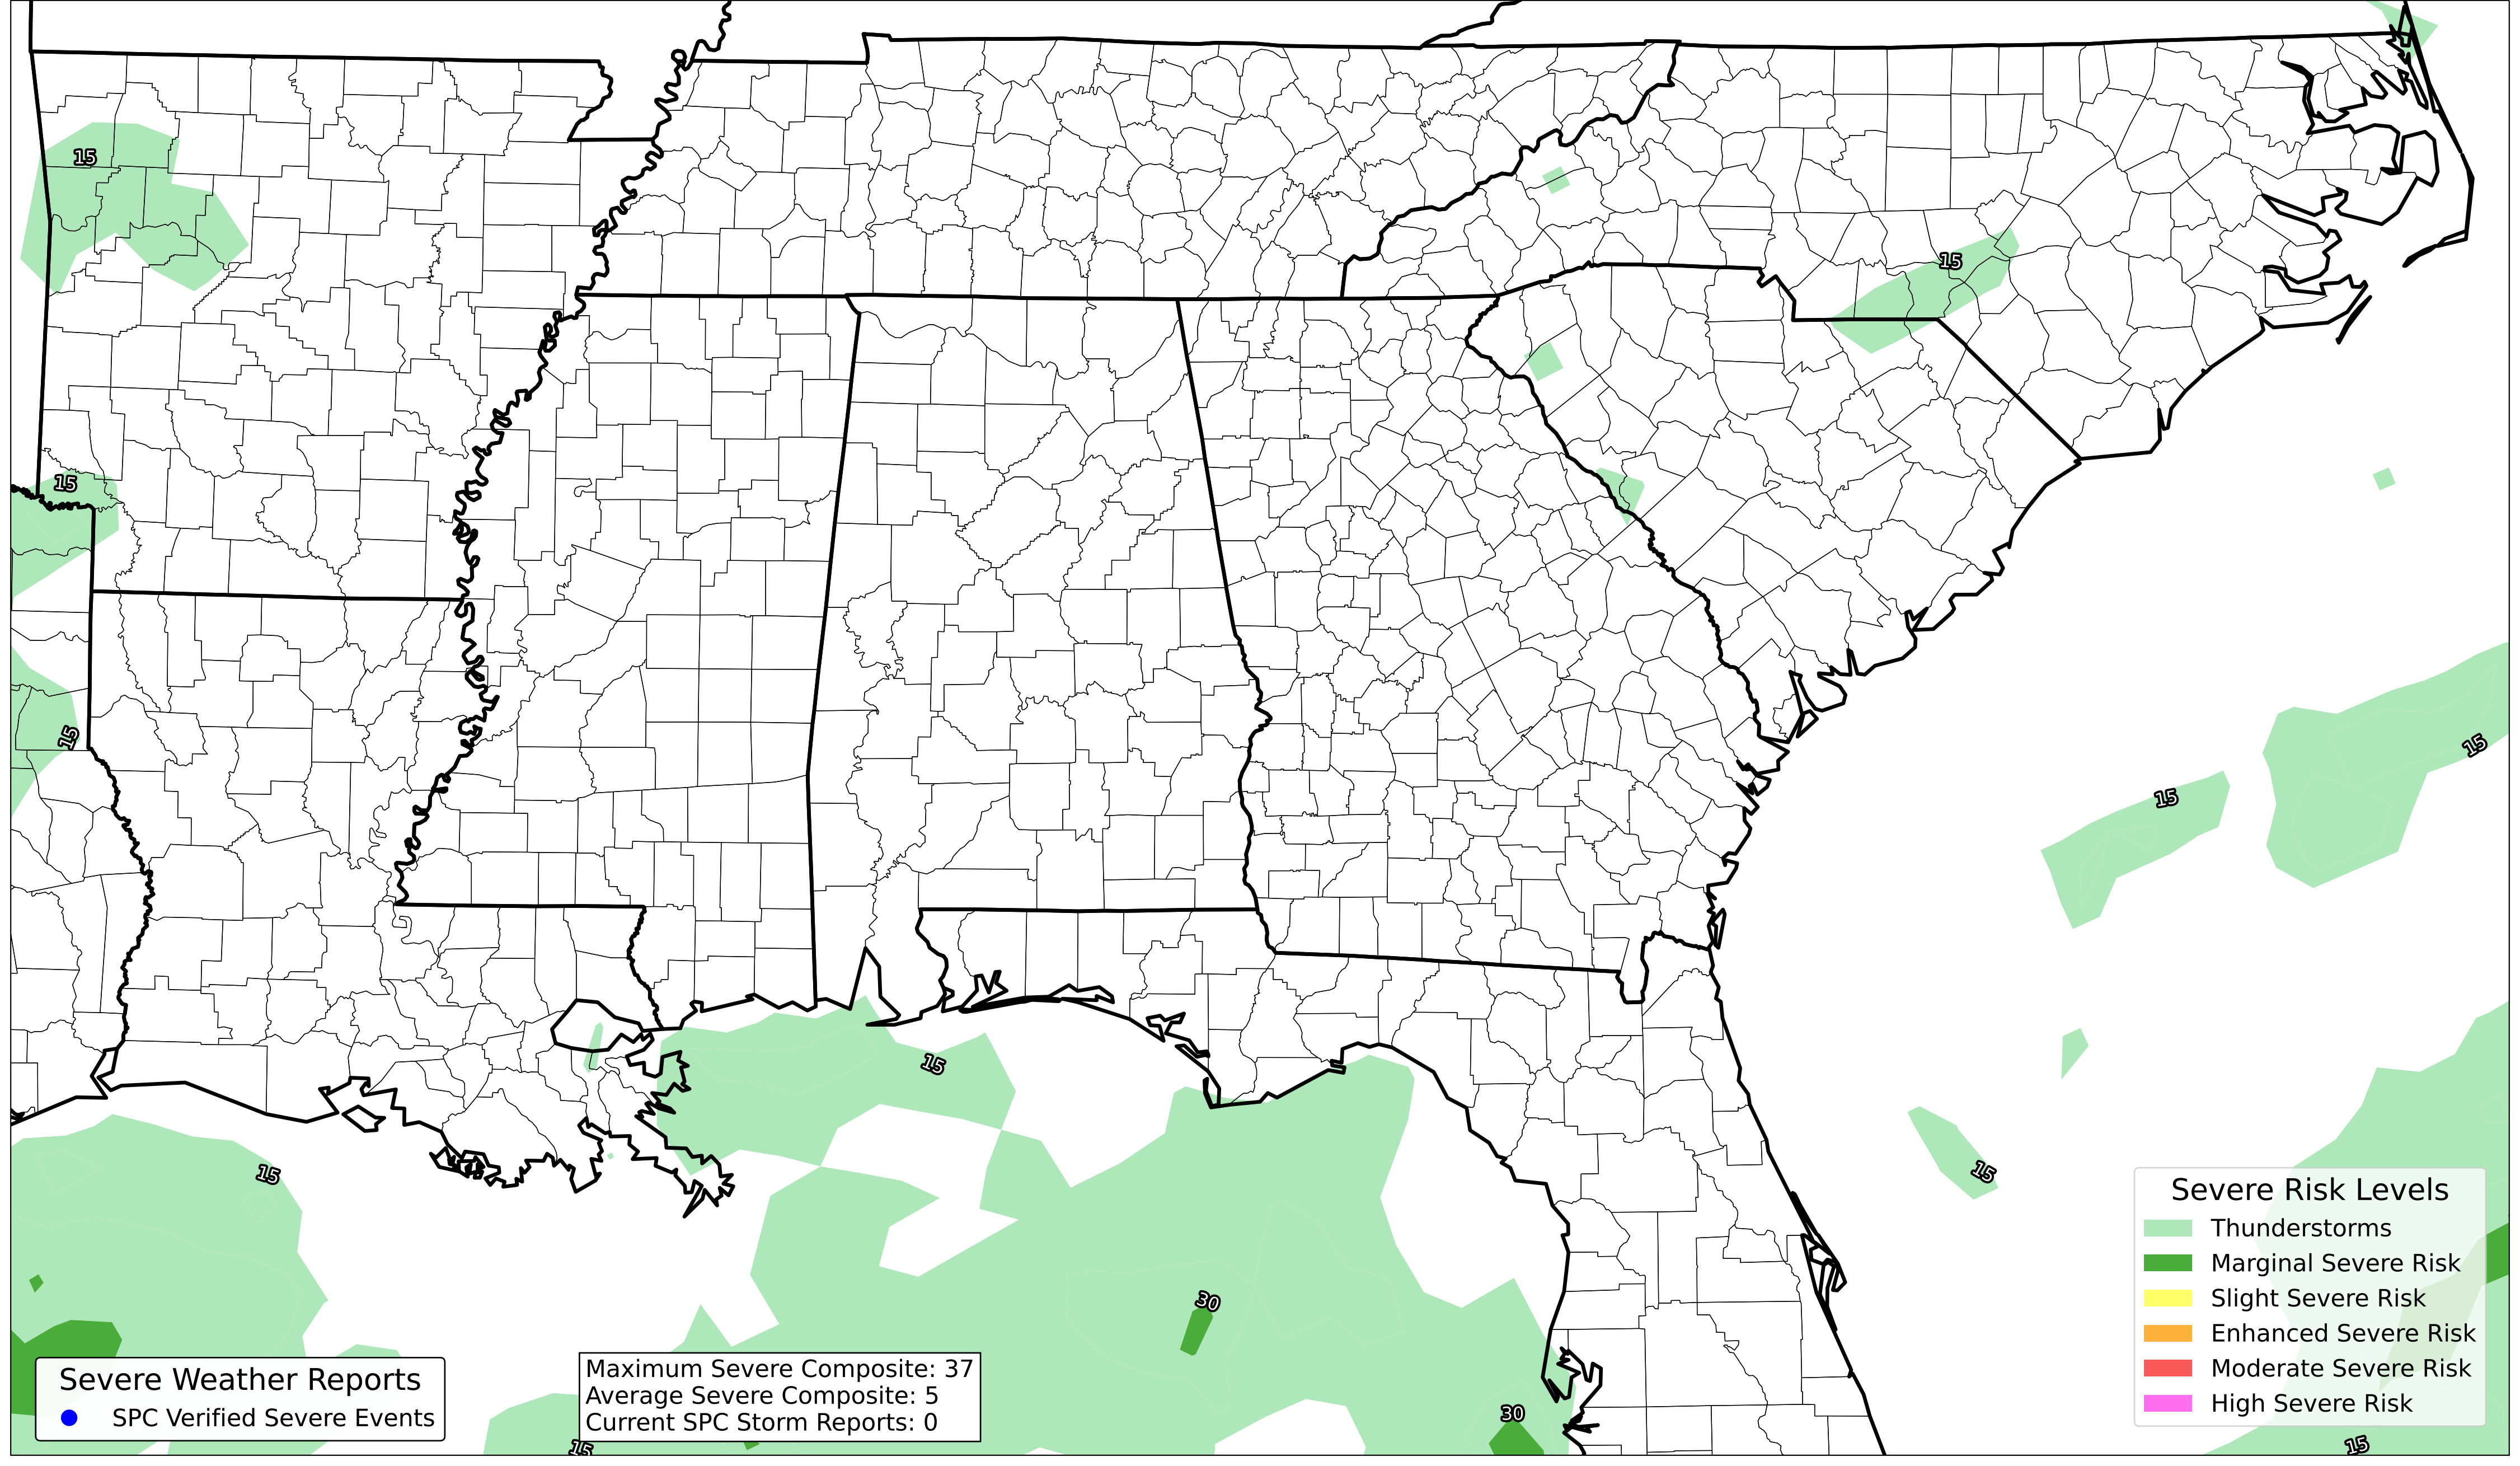 15
15
15
15
15
15
15
15
15
30
Severe Risk Levels
Thunderstorms
Marginal Severe Risk
Slight Severe Risk
Enhanced Severe Risk
Moderate Severe Risk
High Severe Risk
Severe Weather Reports
SPC Verified Severe Events
Maximum Severe Composite: 37
Average Severe Composite: 5
Current SPC Storm Reports: 0
30
15
15